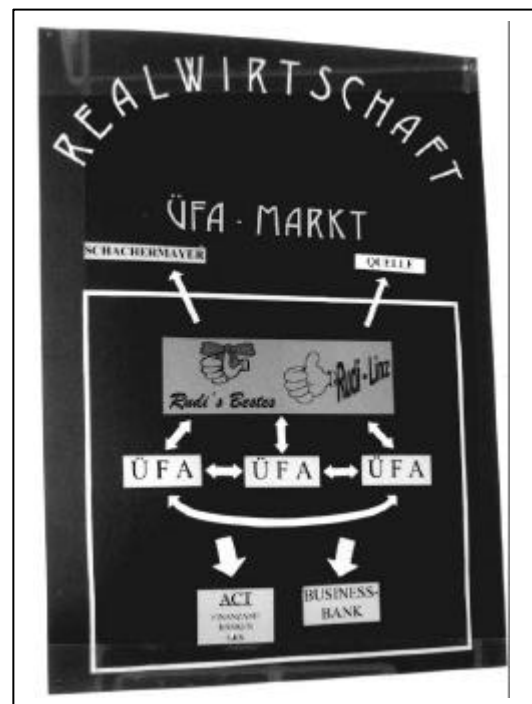 REALWIRTSCHAFT
ÜFA - MARKT
SCHACHERMAYER
QUELLE
Rudi's Bestes
Rudi - Linz
ÜFA
ÜFA
ÜFA
ACT
BUSINESS-
BANK